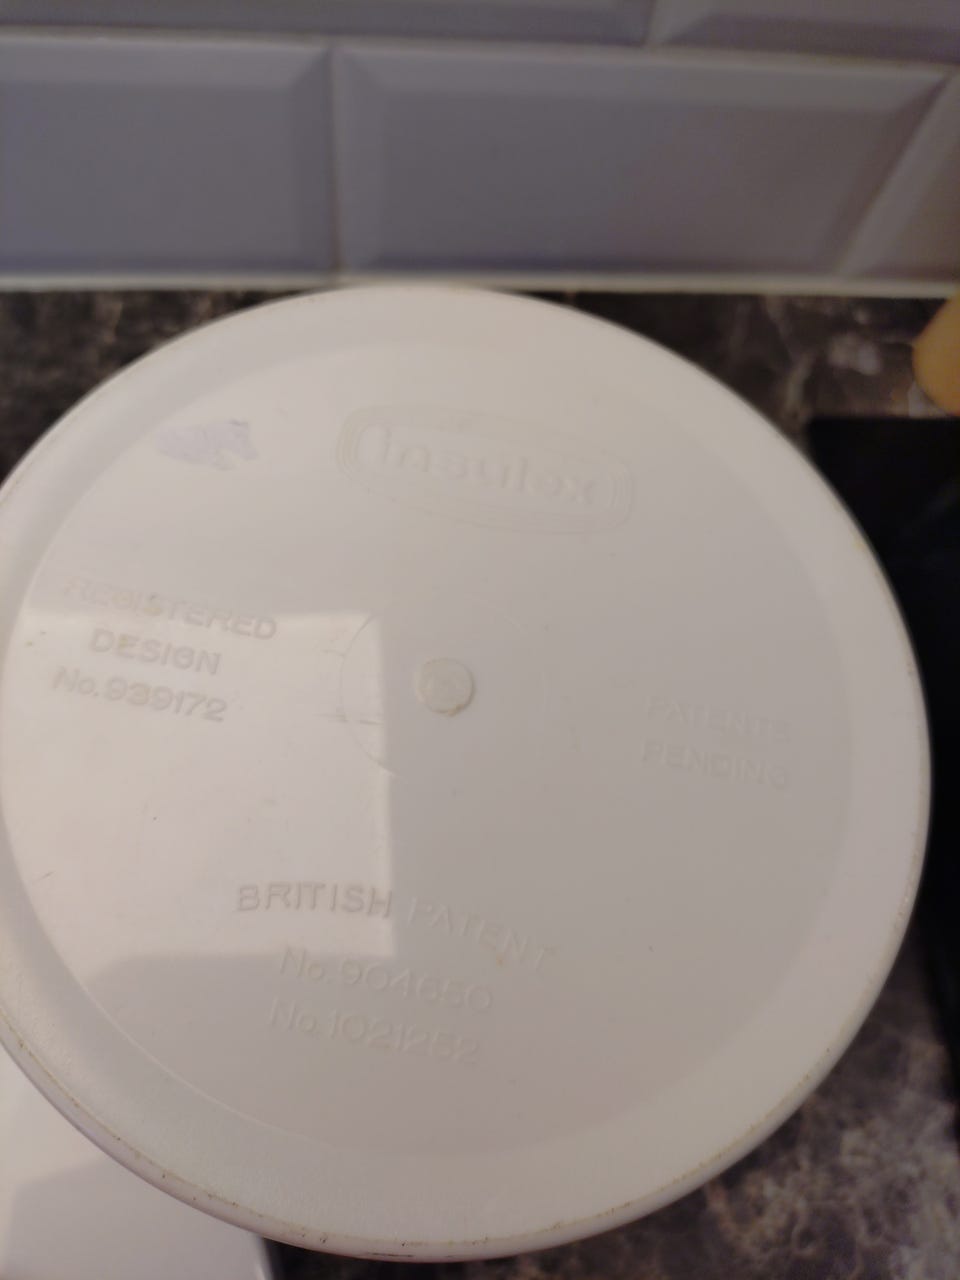 insulex
REGISTERED
DESIGN
No. 939172
PATENTS
PENDING
BRITISH PATENT
No. 904650
No. 1021252